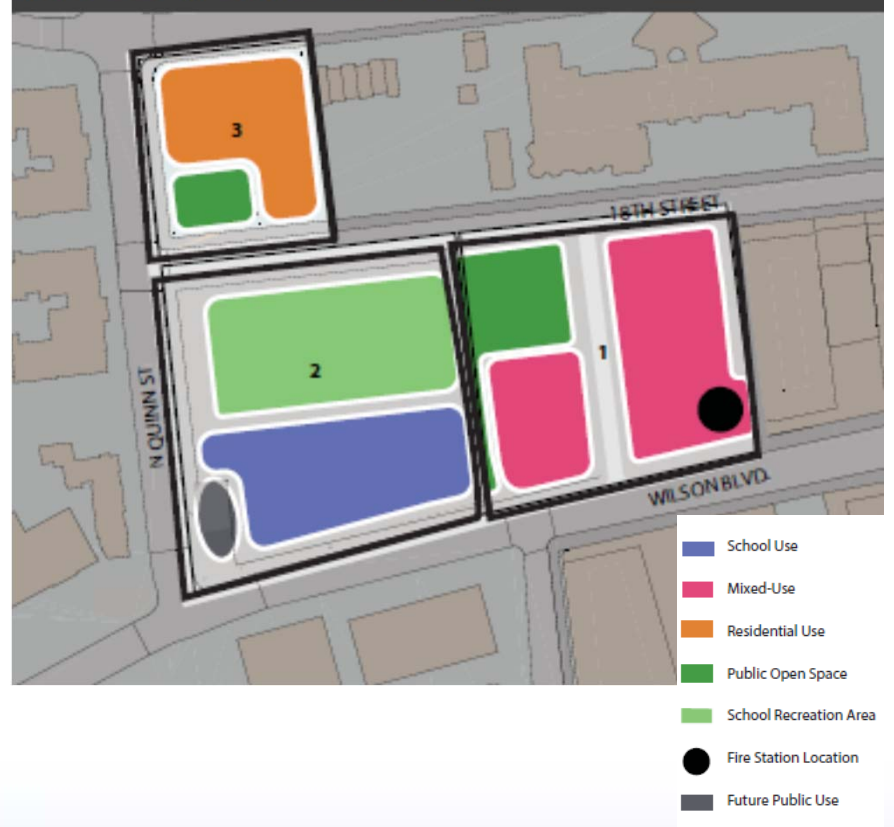 3
18TH STREET
1
2
N QUINN ST
WILSON BLVD.
School Use
Mixed-Use
Residential Use
Public Open Space
School Recreation Area
Fire Station Location
Future Public Use